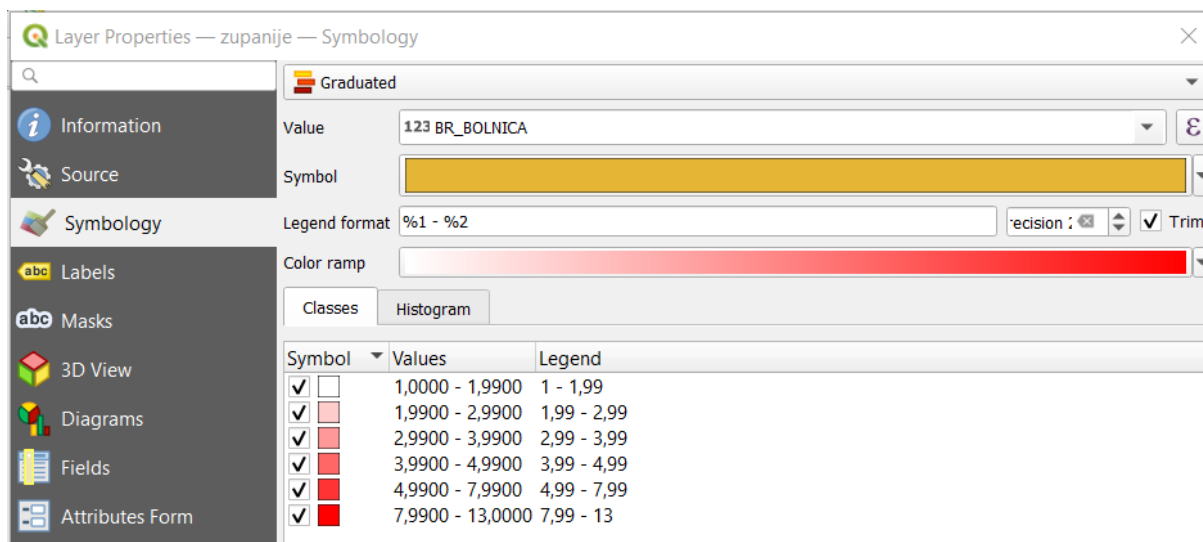 Layer Properties — zupanije — Symbology
Graduated
Information
Value 123 BR_BOLNICA ε
Source
Symbol
Symbology
Legend format %1 - %2 recision 2 Trim
Color ramp
abc Labels
Classes Histogram
abc Masks
Symbol Values Legend
3D View
1,0000 - 1,9900 1 - 1,99
1,9900 - 2,9900 1,99 - 2,99
Diagrams
2,9900 - 3,9900 2,99 - 3,99
Fields
3,9900 - 4,9900 3,99 - 4,99
4,9900 - 7,9900 4,99 - 7,99
Attributes Form
7,9900 - 13,0000 7,99 - 13